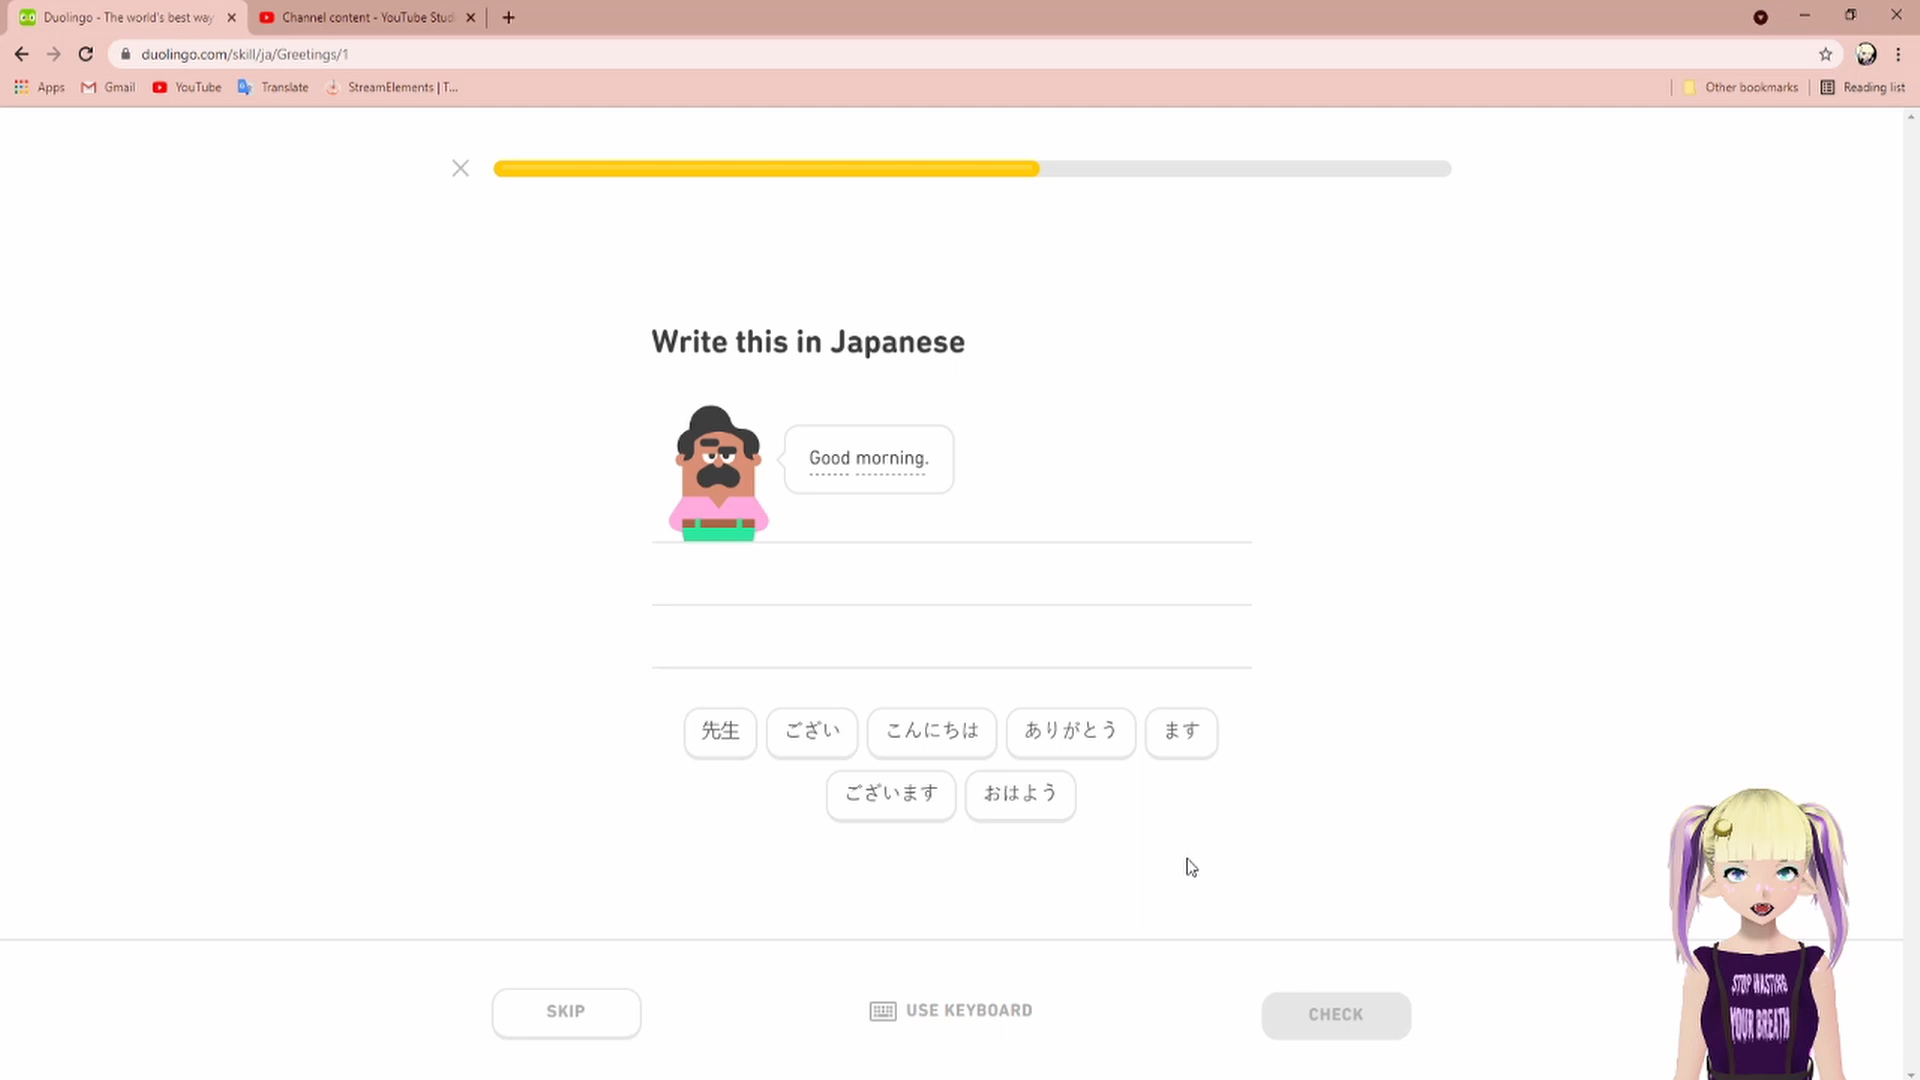 Duolingo - The world's best way
Channel content - YouTube Stud
duolingo.com/skill/ja/Greetings/1
Apps Gmail YouTube Translate StreamElements | T... Other bookmarks Reading list
Write this in Japanese
Good morning.
先生 ござい こんにちは ありがとう ます
ございます おはよう
SKIP USE KEYBOARD CHECK
STOP WASTING
YOUR BREATH